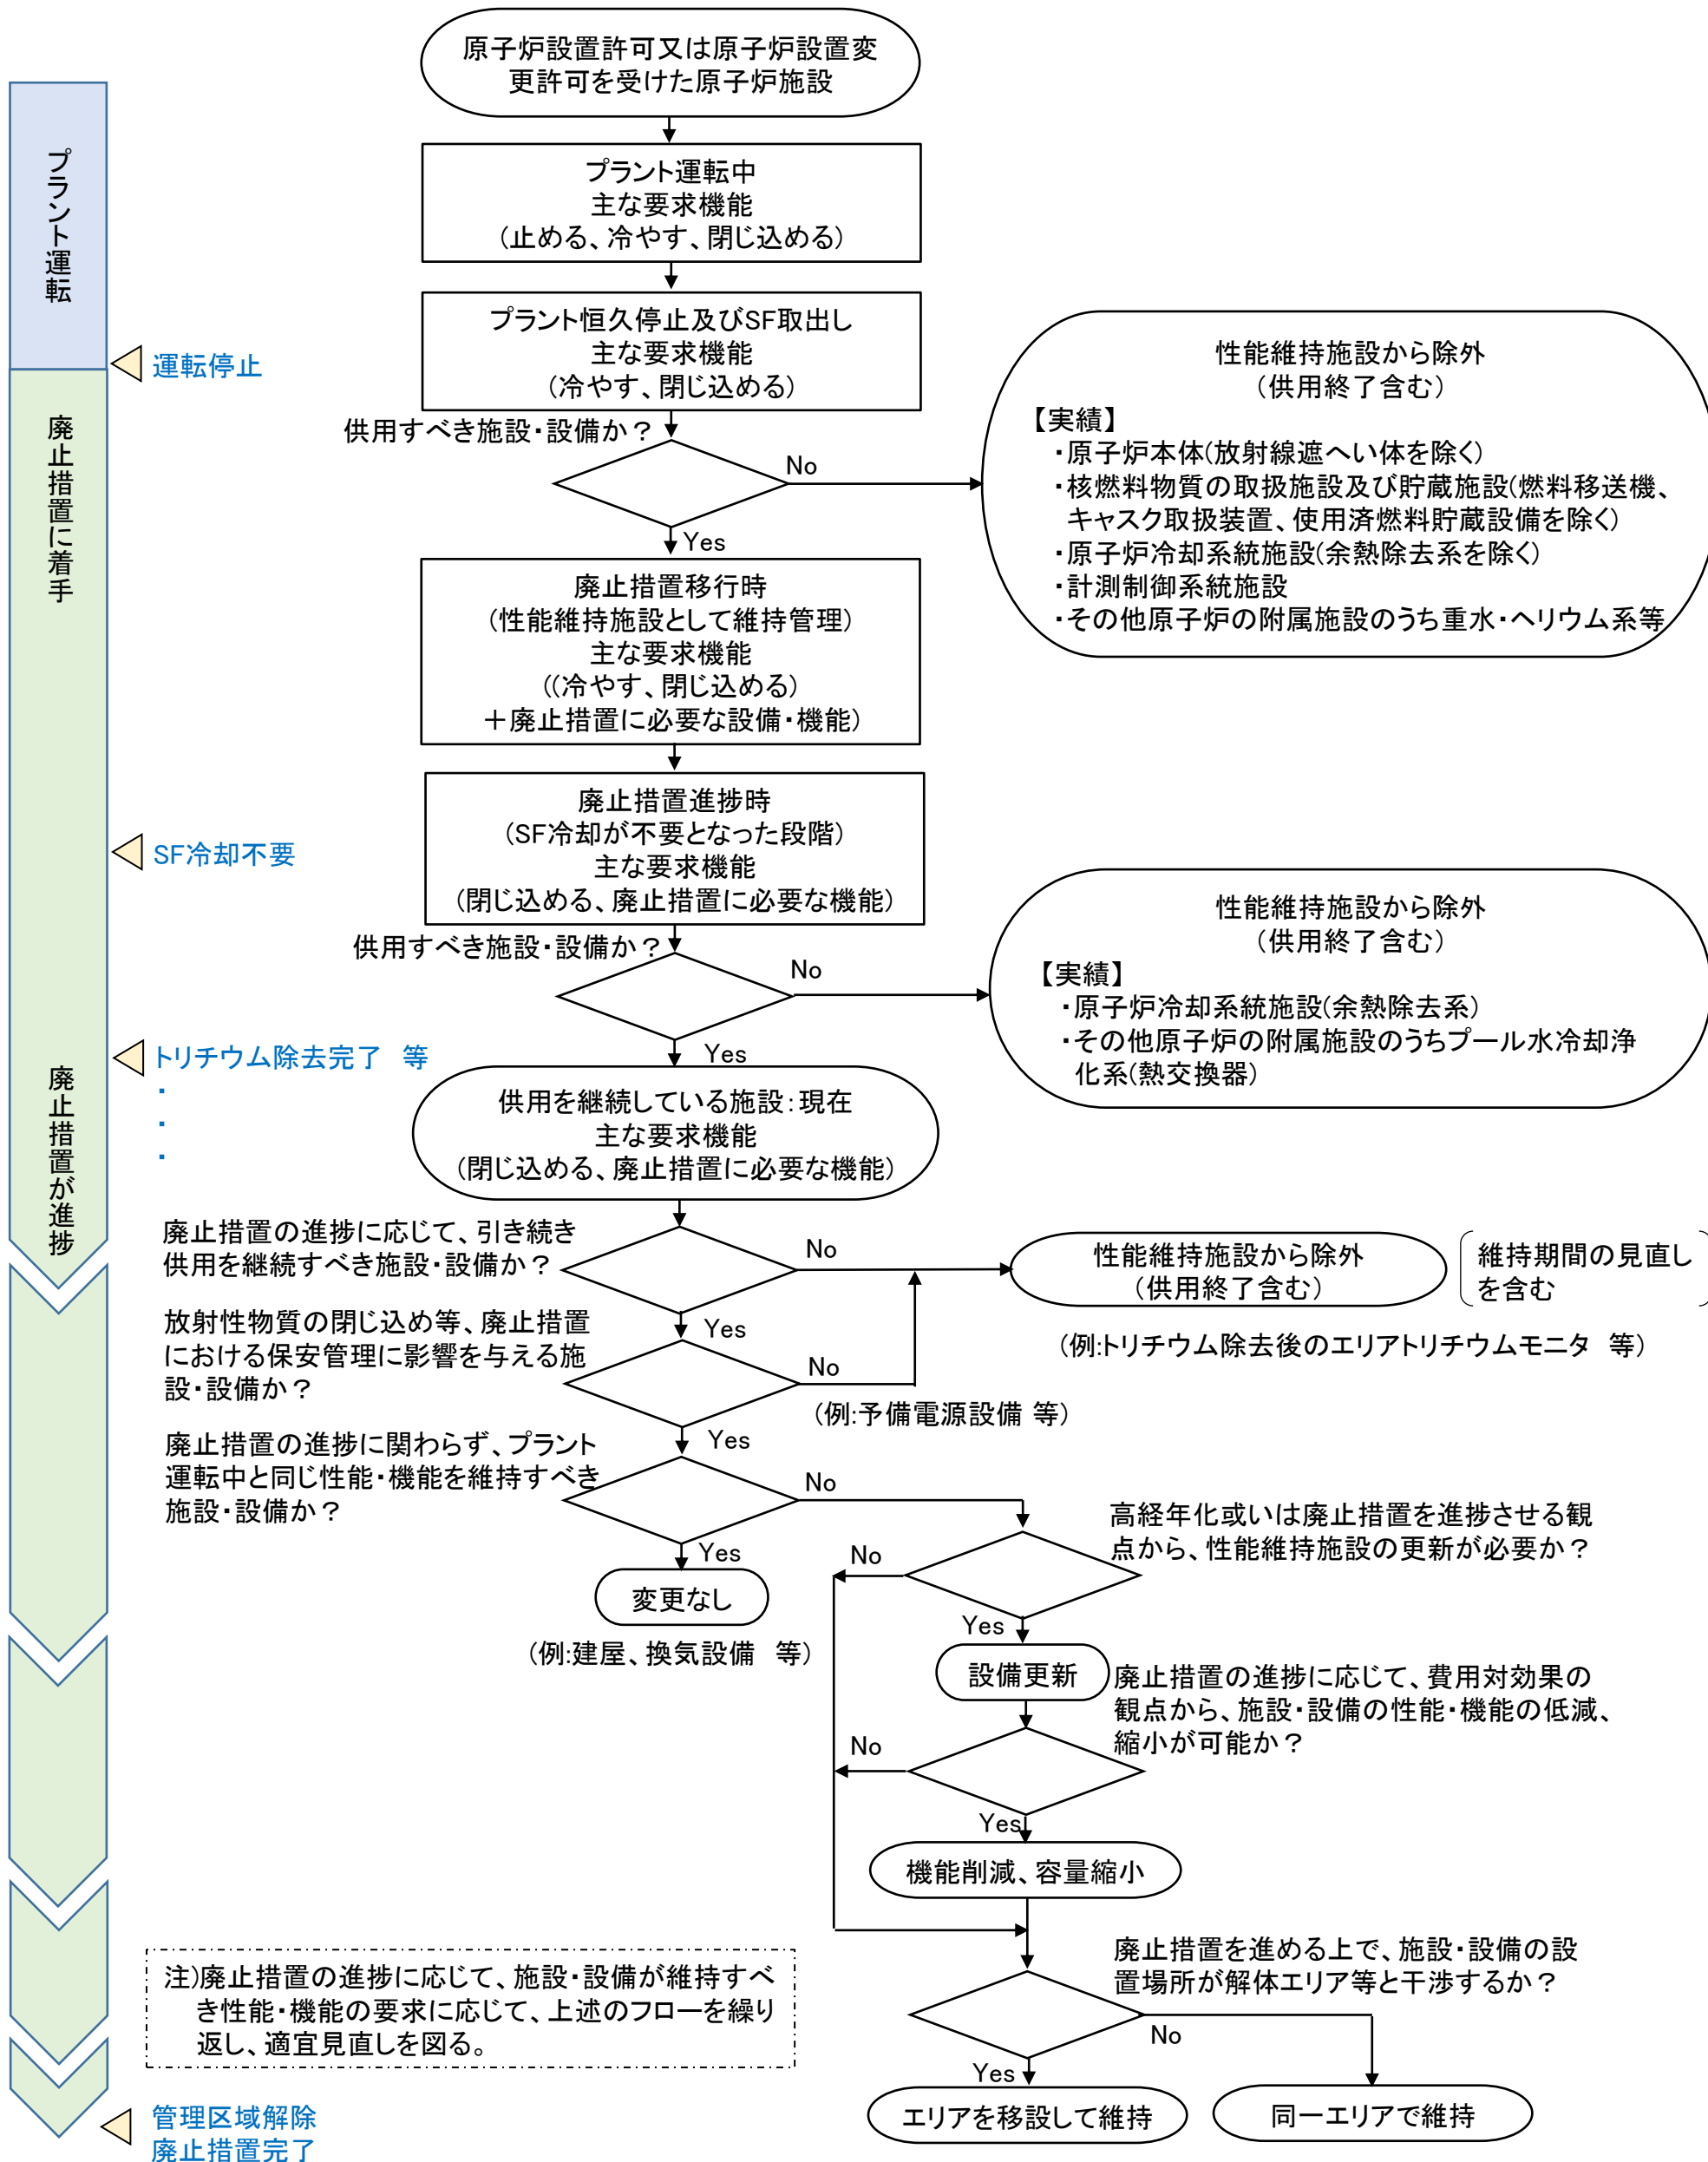 原子炉設置許可又は原子炉設置変
更許可を受けた原子炉施設
プラント運転
プラント運転中
主な要求機能
(止める、冷やす、閉じ込める)
プラント恒久停止及びSF取出し
主な要求機能
(冷やす、閉じ込める)
運転停止
供用すべき施設・設備か？
No
Yes
性能維持施設から除外
(供用終了含む)
【実績】
・原子炉本体(放射線遮へい体を除く)
・核燃料物質の取扱施設及び貯蔵施設(燃料移送機、
キャスク取扱装置、使用済燃料貯蔵設備を除く)
・原子炉冷却系統施設(余熱除去系を除く)
・計測制御系統施設
・その他原子炉の附属施設のうち重水・ヘリウム系等
廃止措置に着手
廃止措置移行時
(性能維持施設として維持管理)
主な要求機能
((冷やす、閉じ込める)
＋廃止措置に必要な設備・機能)
廃止措置進捗時
(SF冷却が不要となった段階)
主な要求機能
(閉じ込める、廃止措置に必要な機能)
SF冷却不要
供用すべき施設・設備か？
No
Yes
性能維持施設から除外
(供用終了含む)
【実績】
・原子炉冷却系統施設(余熱除去系)
・その他原子炉の附属施設のうちプール水冷却浄
化系(熱交換器)
トリチウム除去完了　等
・
・
・
廃止措置が進捗
供用を継続している施設：現在
主な要求機能
(閉じ込める、廃止措置に必要な機能)
廃止措置の進捗に応じて、引き続き
供用を継続すべき施設・設備か？
No
Yes
性能維持施設から除外
(供用終了含む)
維持期間の見直し
を含む
(例:トリチウム除去後のエリアトリチウムモニタ　等)
放射性物質の閉じ込め等、廃止措置
における保安管理に影響を与える施
設・設備か？
No
(例:予備電源設備 等)
Yes
廃止措置の進捗に関わらず、プラント
運転中と同じ性能・機能を維持すべき
施設・設備か？
No
Yes
変更なし
(例:建屋、換気設備　等)
高経年化或いは廃止措置を進捗させる観
点から、性能維持施設の更新が必要か？
No
Yes
設備更新
廃止措置の進捗に応じて、費用対効果の
観点から、施設・設備の性能・機能の低減、
縮小が可能か？
No
Yes
機能削減、容量縮小
廃止措置を進める上で、施設・設備の設
置場所が解体エリア等と干渉するか？
No
Yes
エリアを移設して維持
同一エリアで維持
注)廃止措置の進捗に応じて、施設・設備が維持すべ
き性能・機能の要求に応じて、上述のフローを繰り
返し、適宜見直しを図る。
管理区域解除
廃止措置完了